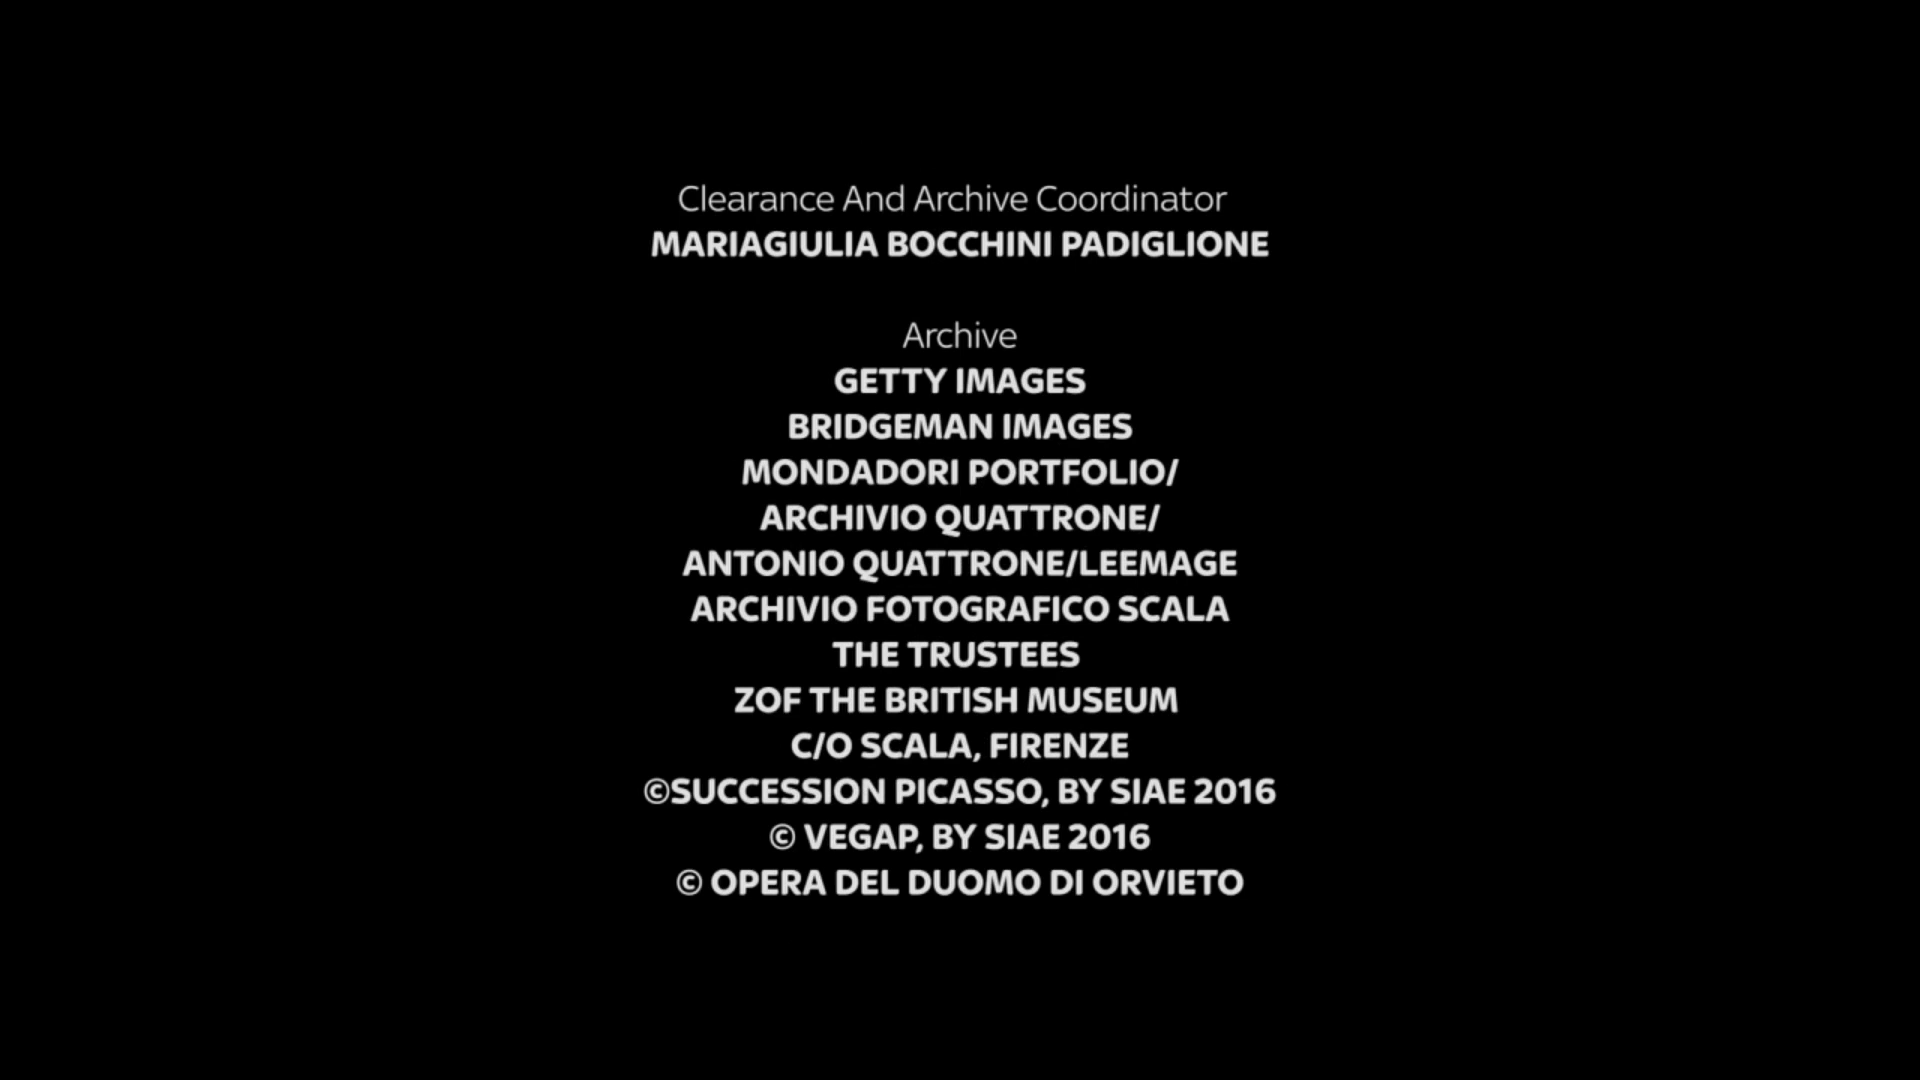 Clearance And Archive Coordinator
MARIAGIULIA BOCCHINI PADIGLIONE
Archive
GETTY IMAGES
BRIDGEMAN IMAGES
MONDADORI PORTFOLIO/
ARCHIVIO QUATTRONE/
ANTONIO QUATTRONE/LEEMAGE
ARCHIVIO FOTOGRAFICO SCALA
THE TRUSTEES
ZOF THE BRITISH MUSEUM
C/O SCALA, FIRENZE
©SUCCESSION PICASSO, BY SIAE 2016
© VEGAP, BY SIAE 2016
© OPERA DEL DUOMO DI ORVIETO